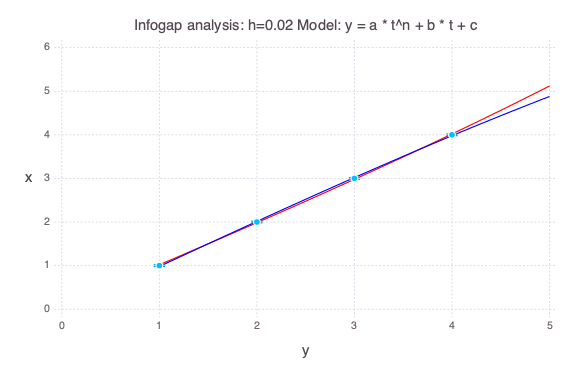 Infogap analysis: h=0.02 Model: y = a * t^n + b * t + c
6
5
4
x
3
2
1
0
0 1 2 3 4 5
y